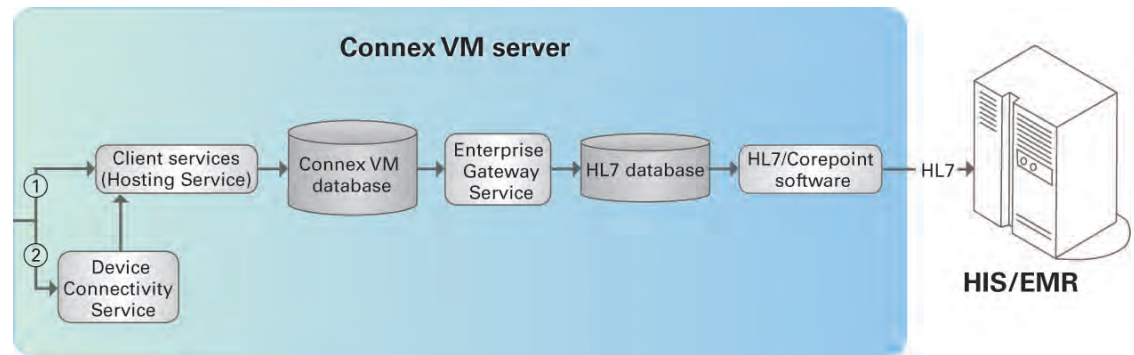 Connex VM server
1
Client services
(Hosting Service)
Connex VM
database
Enterprise
Gateway
Service
HL7 database
HL7/Corepoint
software
HL7
2
Device
Connectivity
Service
HIS/EMR